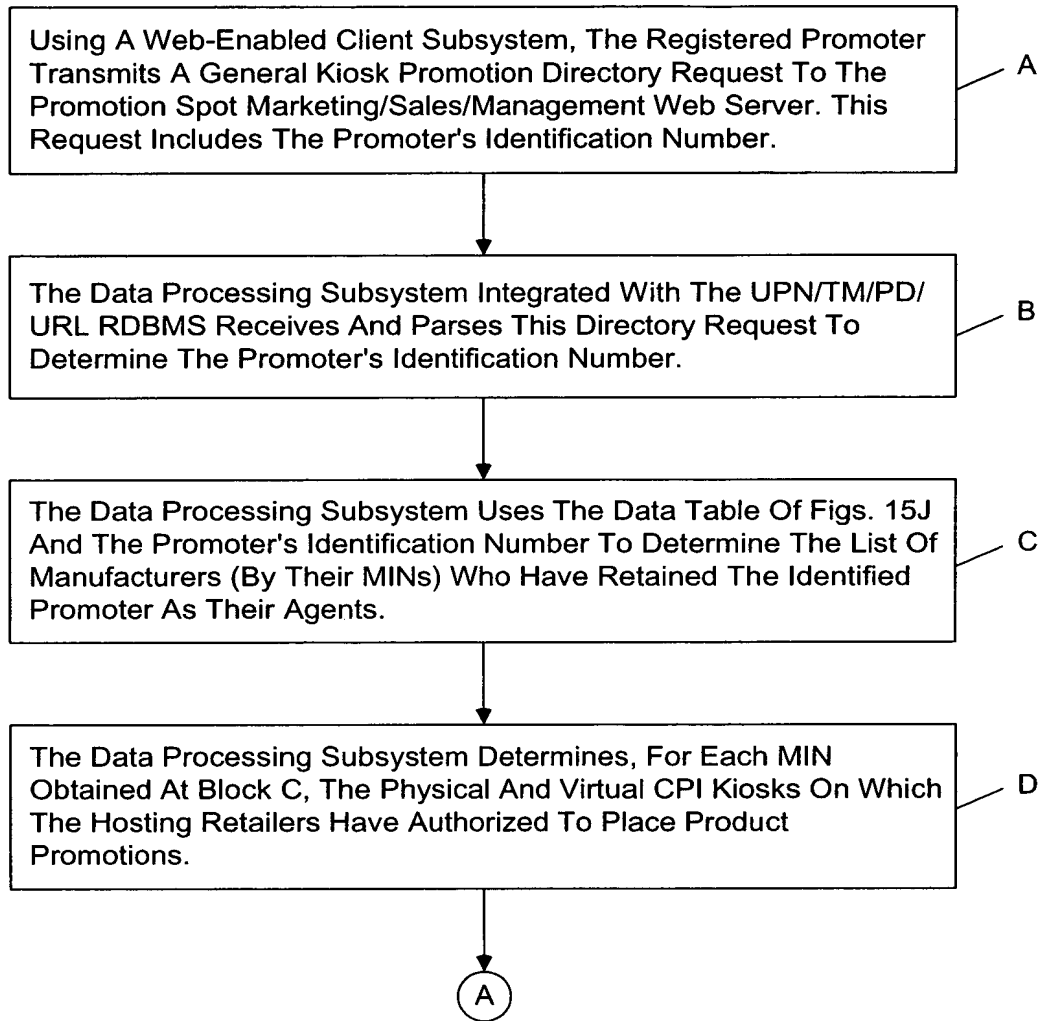 Using A Web-Enabled Client Subsystem, The Registered Promoter
Transmits A General Kiosk Promotion Directory Request To The
Promotion Spot Marketing/Sales/Management Web Server. This
Request Includes The Promoter's Identification Number.
A
The Data Processing Subsystem Integrated With The UPN/TM/PD/
URL RDBMS Receives And Parses This Directory Request To
Determine The Promoter's Identification Number.
B
The Data Processing Subsystem Uses The Data Table Of Figs. 15J
And The Promoter's Identification Number To Determine The List Of
Manufacturers (By Their MINs) Who Have Retained The Identified
Promoter As Their Agents.
C
The Data Processing Subsystem Determines, For Each MIN
Obtained At Block C, The Physical And Virtual CPI Kiosks On Which
The Hosting Retailers Have Authorized To Place Product
Promotions.
D
A